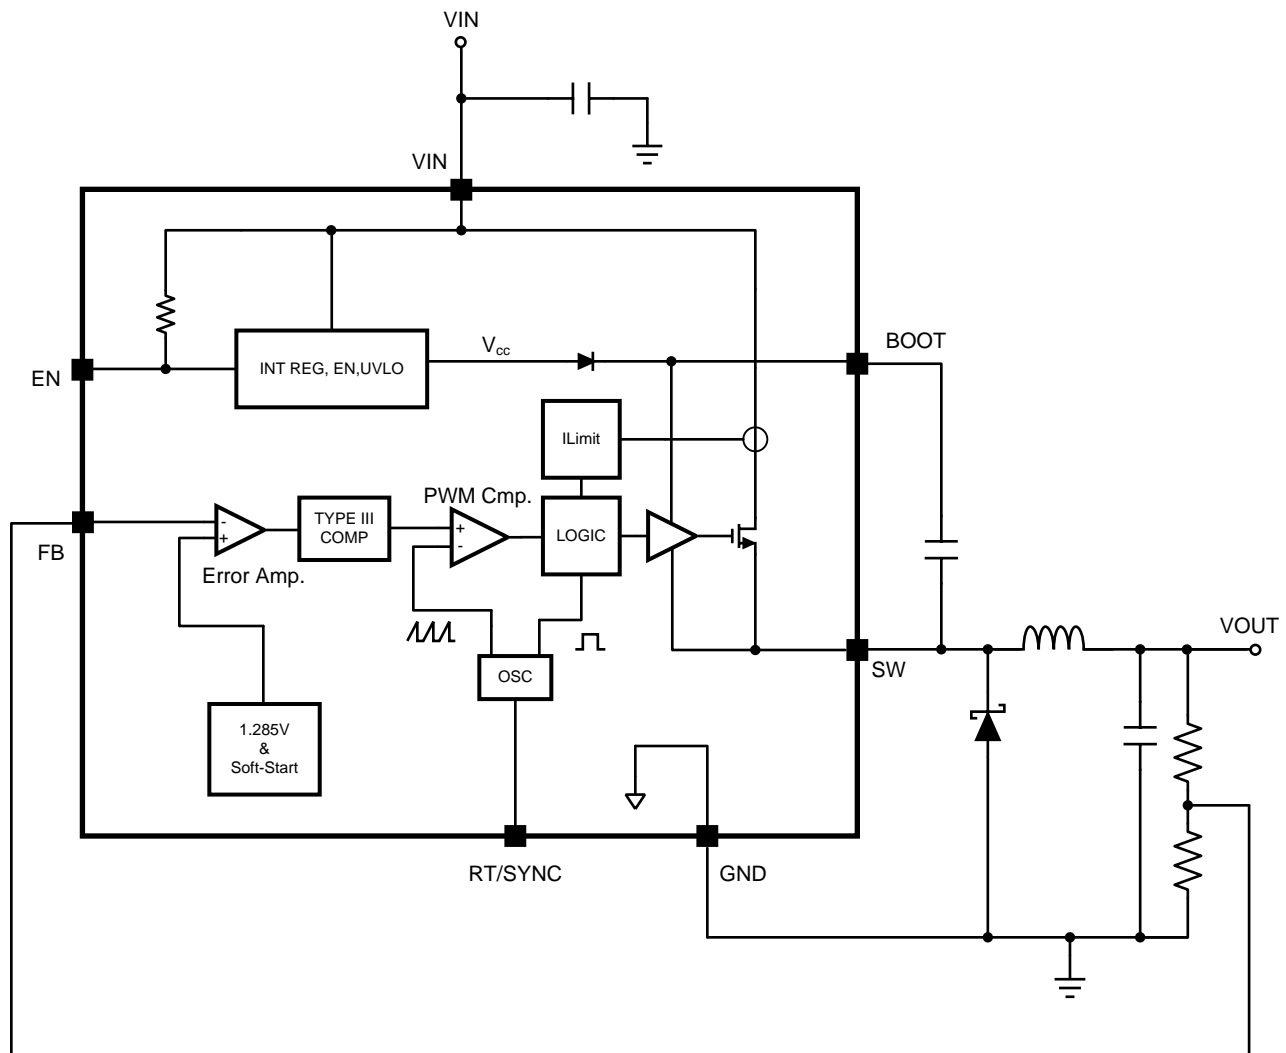 VIN
VIN
BOOT
V_cc
INT REG, EN,UVLO
EN
ILimit
PWM Cmp.
TYPE III
COMP
+
-
LOGIC
-
+
FB
Error Amp.
VOUT
SW
OSC
1.285V
&
Soft-Start
RT/SYNC
GND